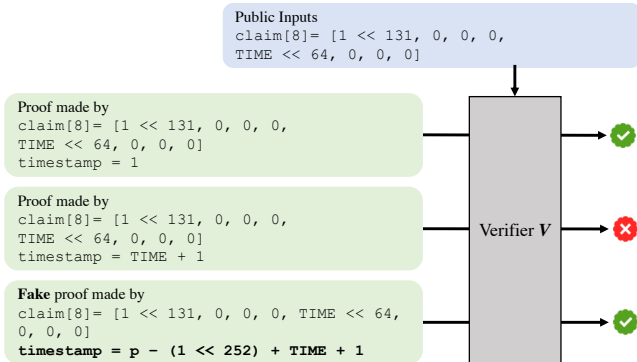 Public Inputs
claim[8]= [1 << 131, 0, 0, 0,
TIME << 64, 0, 0, 0]
Proof made by
claim[8]= [1 << 131, 0, 0, 0,
TIME << 64, 0, 0, 0]
timestamp = 1
Proof made by
claim[8]= [1 << 131, 0, 0, 0,
TIME << 64, 0, 0, 0]
timestamp = TIME + 1
Verifier V
Fake proof made by
claim[8]= [1 << 131, 0, 0, 0, TIME << 64,
0, 0, 0]
timestamp = p – (1 << 252) + TIME + 1